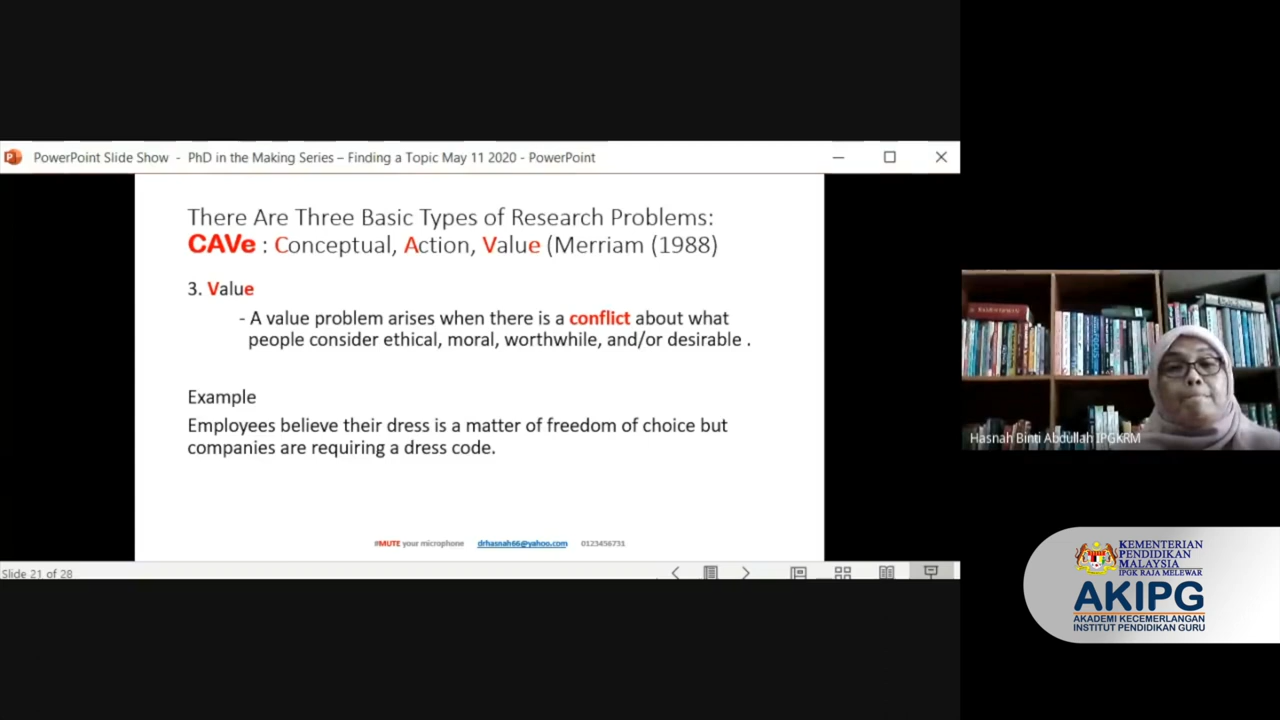 PowerPoint Slide Show - PhD in the Making Series – Finding a Topic May 11 2020 - PowerPoint
There Are Three Basic Types of Research Problems:
CAVe : Conceptual, Action, Value (Merriam (1988)
3. Value
- A value problem arises when there is a conflict about what
people consider ethical, moral, worthwhile, and/or desirable .
Example
Employees believe their dress is a matter of freedom of choice but
companies are requiring a dress code.
#MUTE your microphone drhasnah66@yahoo.com 0123456731
Slide 21 of 28
Hasnah Binti Abdullah IPGKRM
KEMENTERIAN
PENDIDIKAN
MALAYSIA
IPGK RAJA MELEWAR
AKIPG
AKADEMI KECEMERLANGAN
INSTITUT PENDIDIKAN GURU